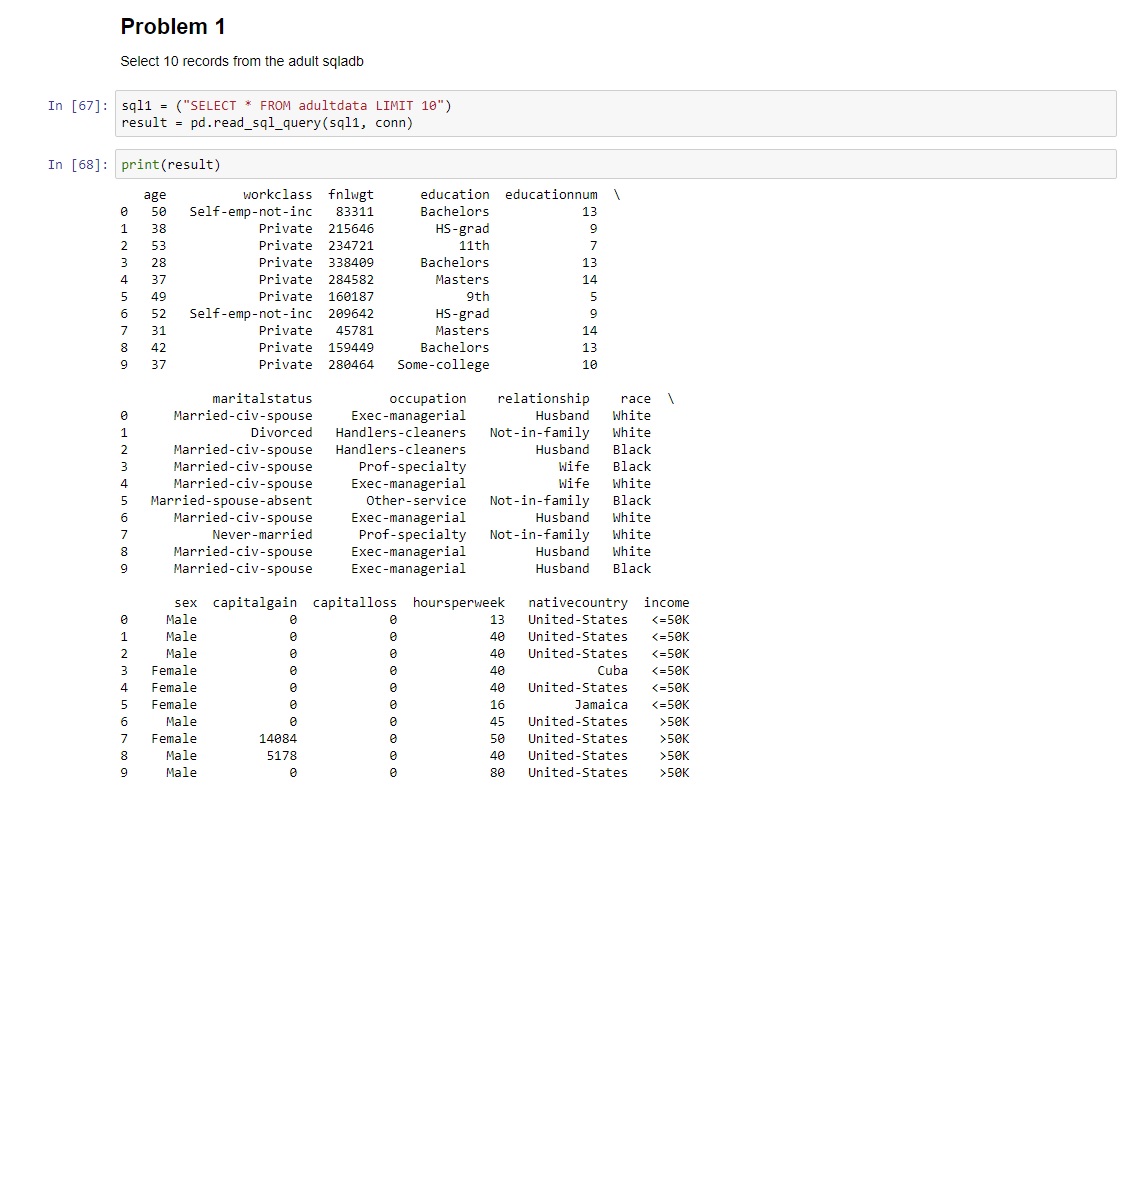 Problem 1
Select 10 records from the adult sqladb
In [67]: sql1 = ("SELECT * FROM adultdata LIMIT 10")
result = pd.read_sql_query(sql1, conn)
In [68]: print(result)
age workclass fnlwgt education educationnum \
0 50 Self-emp-not-inc 83311 Bachelors 13
1 38 Private 215646 HS-grad 9
2 53 Private 234721 11th 7
3 28 Private 338409 Bachelors 13
4 37 Private 284582 Masters 14
5 49 Private 160187 9th 5
6 52 Self-emp-not-inc 209642 HS-grad 9
7 31 Private 45781 Masters 14
8 42 Private 159449 Bachelors 13
9 37 Private 280464 Some-college 10
maritalstatus occupation relationship race \
0 Married-civ-spouse Exec-managerial Husband White
1 Divorced Handlers-cleaners Not-in-family White
2 Married-civ-spouse Handlers-cleaners Husband Black
3 Married-civ-spouse Prof-specialty Wife Black
4 Married-civ-spouse Exec-managerial Wife White
5 Married-spouse-absent Other-service Not-in-family Black
6 Married-civ-spouse Exec-managerial Husband White
7 Never-married Prof-specialty Not-in-family White
8 Married-civ-spouse Exec-managerial Husband White
9 Married-civ-spouse Exec-managerial Husband Black
sex capitalgain capitalloss hoursperweek nativecountry income
0 Male 0 0 13 United-States <=50K
1 Male 0 0 40 United-States <=50K
2 Male 0 0 40 United-States <=50K
3 Female 0 0 40 Cuba <=50K
4 Female 0 0 40 United-States <=50K
5 Female 0 0 16 Jamaica <=50K
6 Male 0 0 45 United-States >50K
7 Female 14084 0 50 United-States >50K
8 Male 5178 0 40 United-States >50K
9 Male 0 0 80 United-States >50K